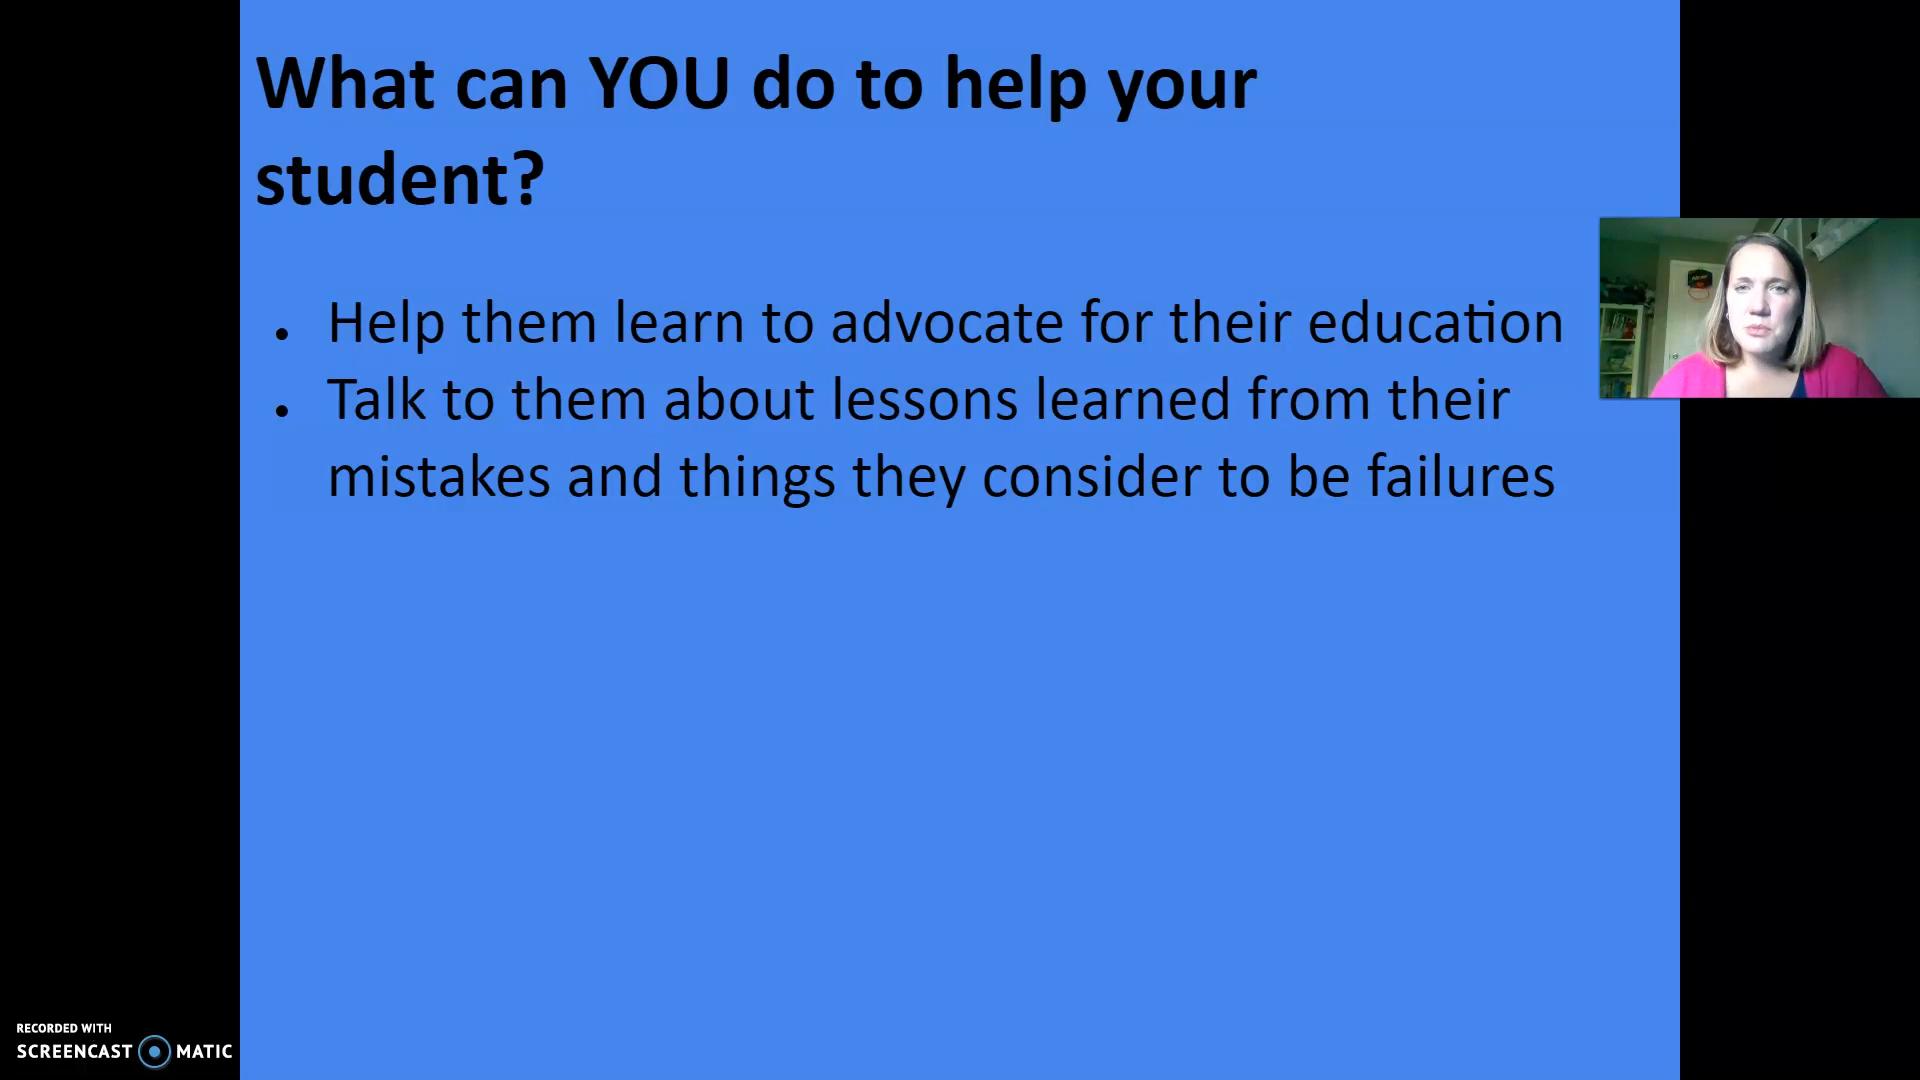 What can YOU do to help your
student?
• Help them learn to advocate for their education
• Talk to them about lessons learned from their
mistakes and things they consider to be failures
RECORDED WITH
SCREENCAST MATIC